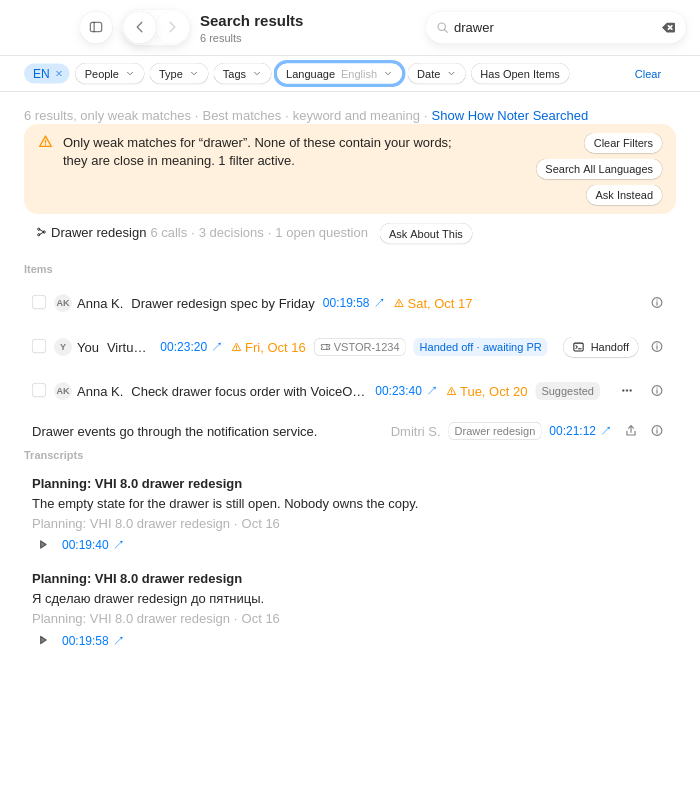 Search results
6 results
drawer
EN ×
People
Type
Tags
Language English
Date
Has Open Items
Clear
6 results, only weak matches · Best matches · keyword and meaning · Show How Noter Searched
Only weak matches for “drawer”. None of these contain your words;
they are close in meaning. 1 filter active.
Clear Filters
Search All Languages
Ask Instead
Drawer redesign 6 calls · 3 decisions · 1 open question Ask About This
Items
AK Anna K. Drawer redesign spec by Friday 00:19:58 ↗ Sat, Oct 17
Y You Virtu… 00:23:20 ↗ Fri, Oct 16 VSTOR-1234 Handed off · awaiting PR Handoff
AK Anna K. Check drawer focus order with VoiceO… 00:23:40 ↗ Tue, Oct 20 Suggested
Drawer events go through the notification service. Dmitri S. Drawer redesign 00:21:12 ↗
Transcripts
Planning: VHI 8.0 drawer redesign
The empty state for the drawer is still open. Nobody owns the copy.
Planning: VHI 8.0 drawer redesign · Oct 16
00:19:40 ↗
Planning: VHI 8.0 drawer redesign
Я сделаю drawer redesign до пятницы.
Planning: VHI 8.0 drawer redesign · Oct 16
00:19:58 ↗